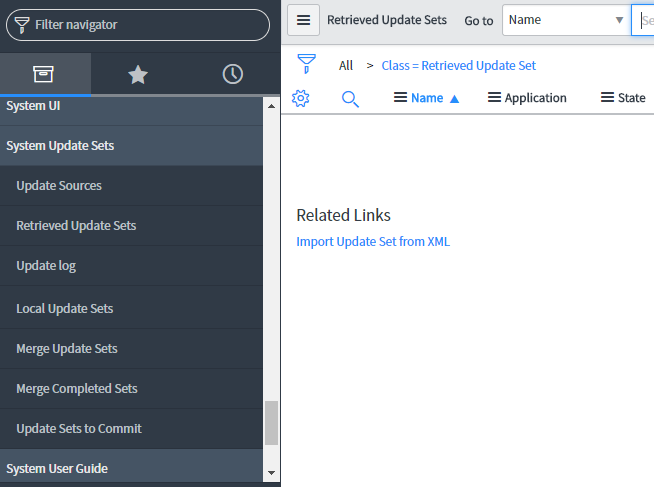 Filter navigator
System UI
System Update Sets
Update Sources
Retrieved Update Sets
Update log
Local Update Sets
Merge Update Sets
Merge Completed Sets
Update Sets to Commit
System User Guide
Retrieved Update Sets Go to Name Se
All > Class = Retrieved Update Set
Name Application State
Related Links
Import Update Set from XML